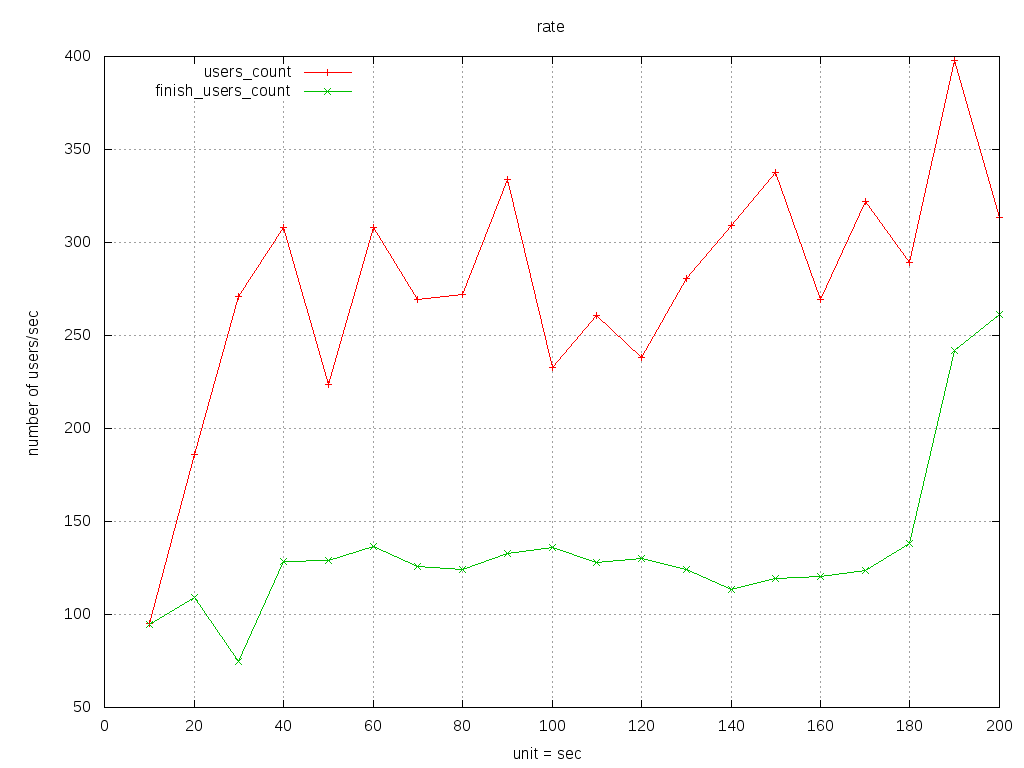 rate
users_count
finish_users_count
400
350
300
250
200
150
100
50
number of users/sec
0 20 40 60 80 100 120 140 160 180 200
unit = sec